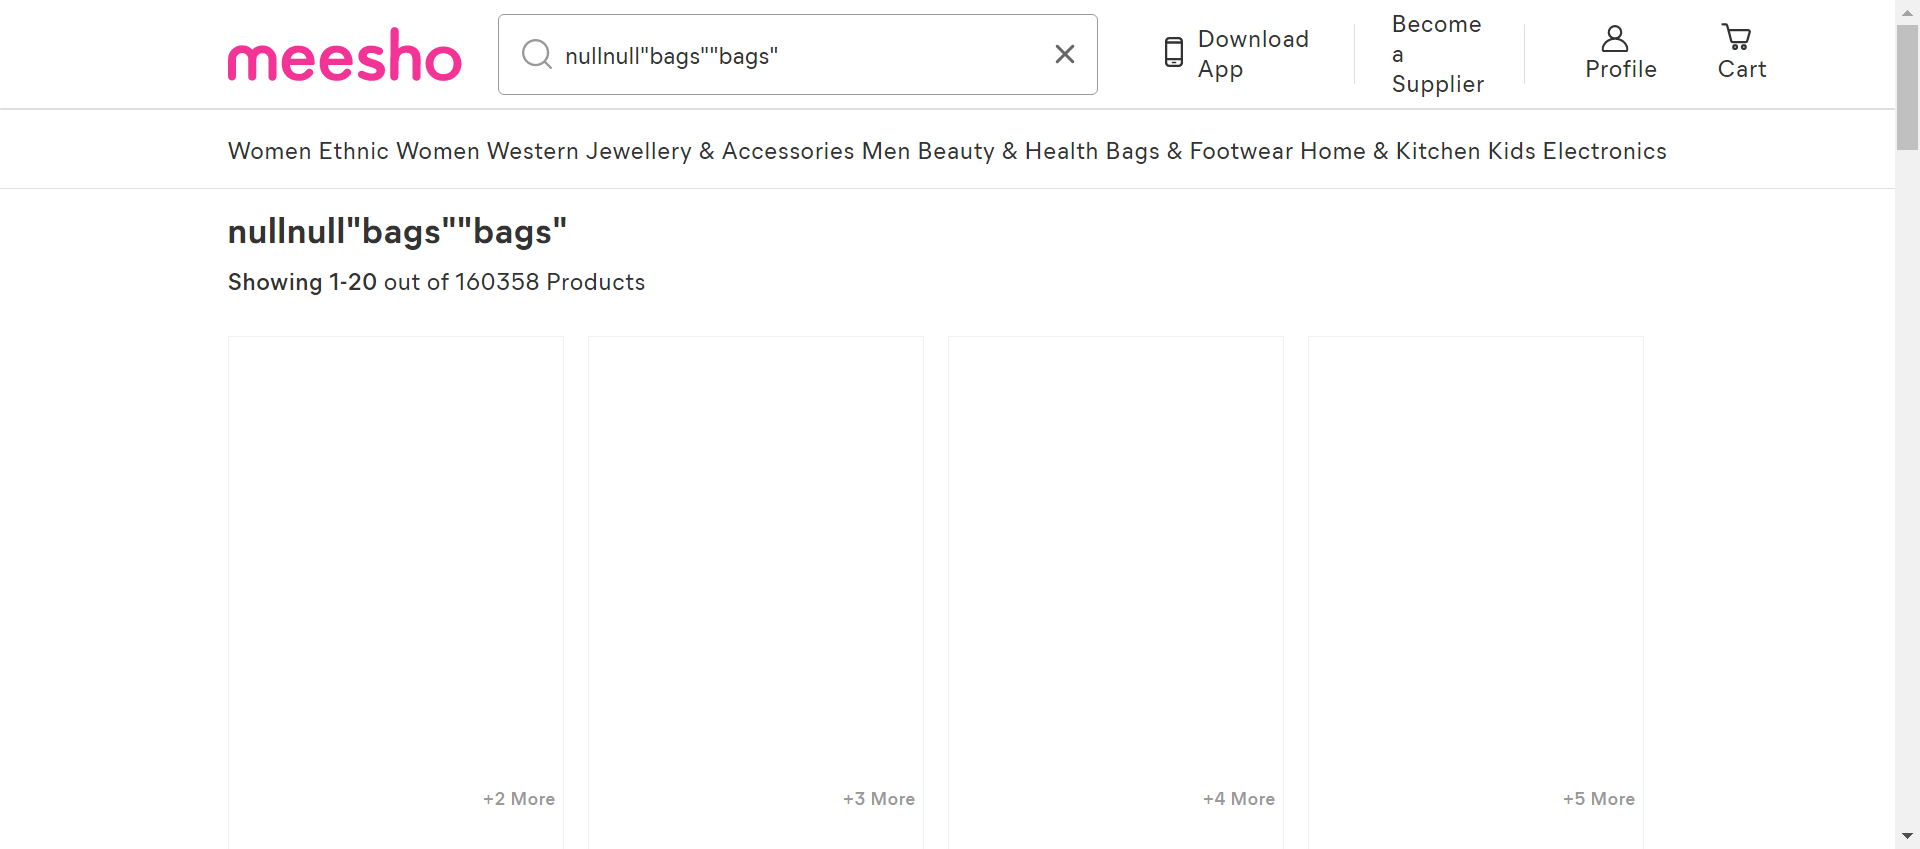 meesho
nullnull"bags""bags"
Download
App
Become
a
Supplier
Profile
Cart
Women Ethnic Women Western Jewellery & Accessories Men Beauty & Health Bags & Footwear Home & Kitchen Kids Electronics
nullnull"bags""bags"
Showing 1-20 out of 160358 Products
+2 More
+3 More
+4 More
+5 More